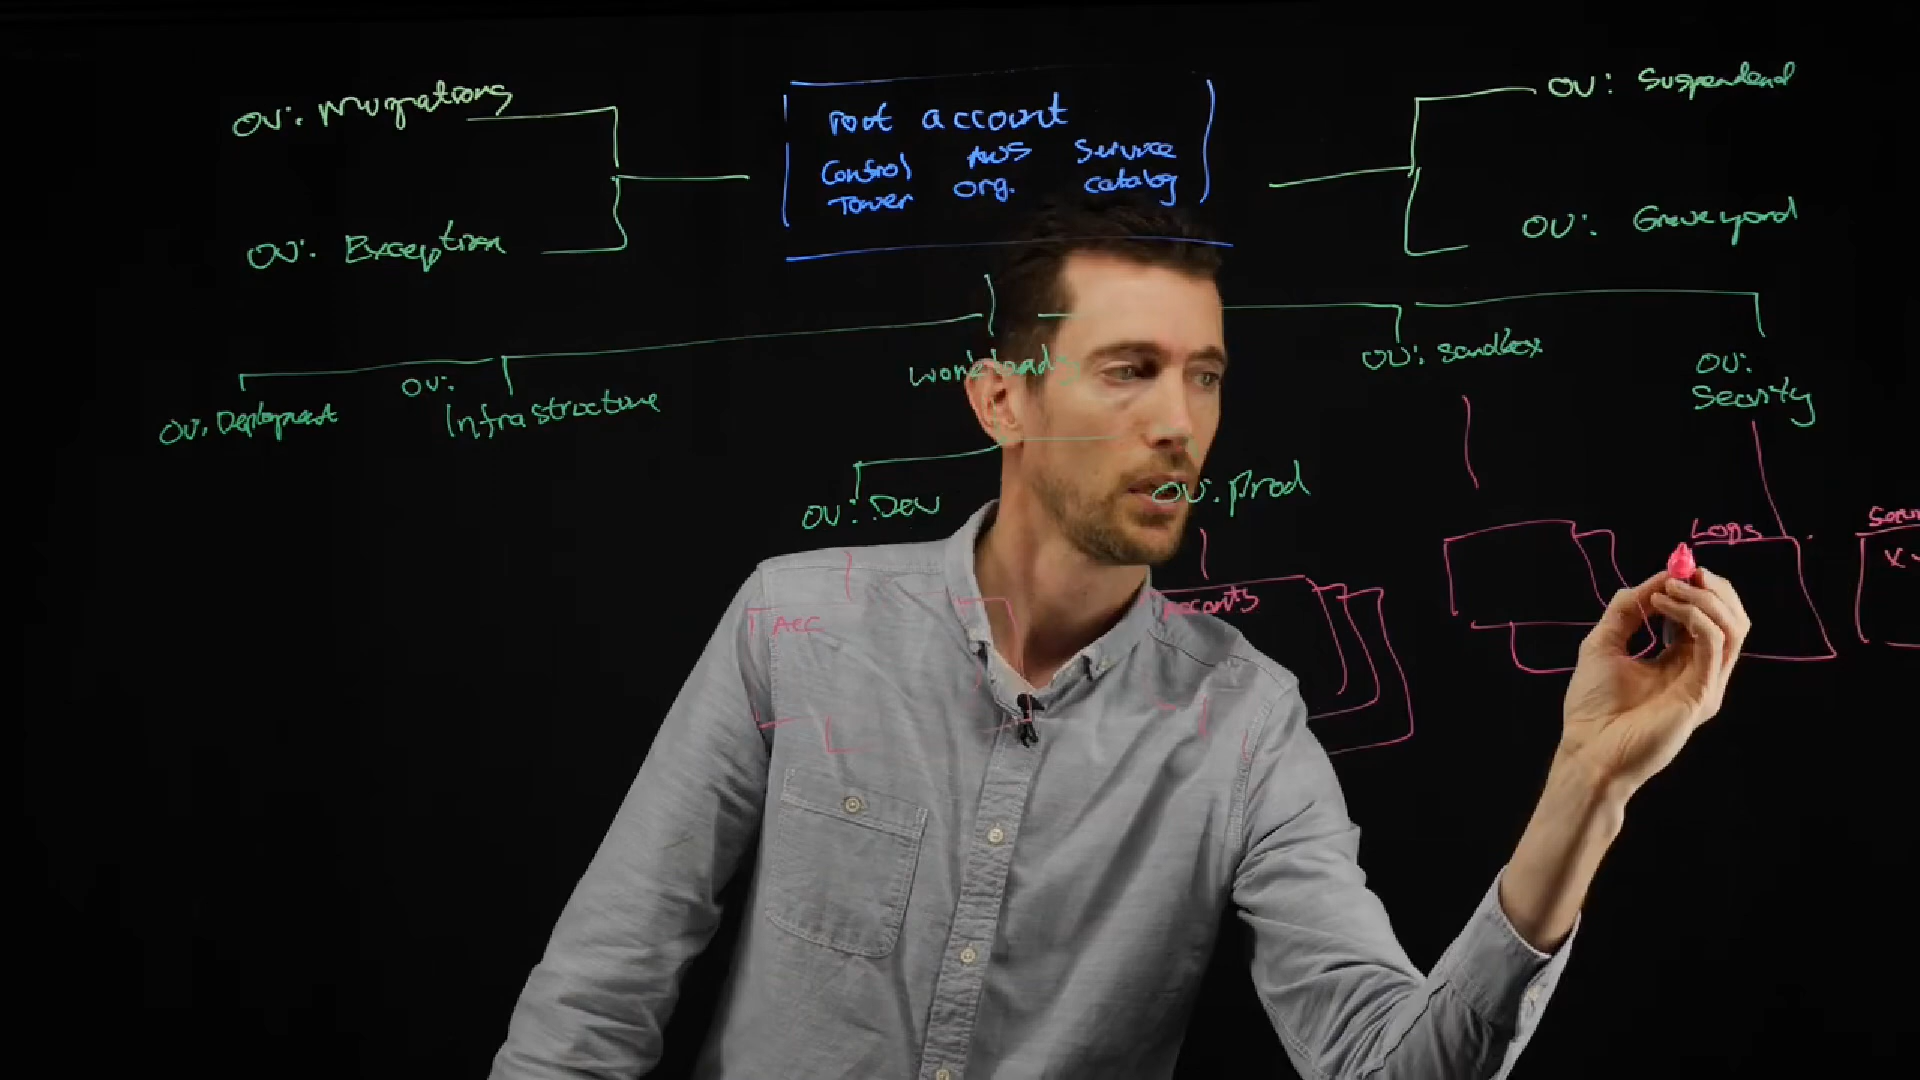 OU: Migrations
root account
OU: Suspended
Control Tower
AWS Org.
Service Catalog
OU: Exception
OU: Graveyard
OU: Deployment
OU: Infrastructure
Workloads
OU: Sandbox
OU: Security
OU: Dev
OU: Prod
Logs
Acc
Accounts